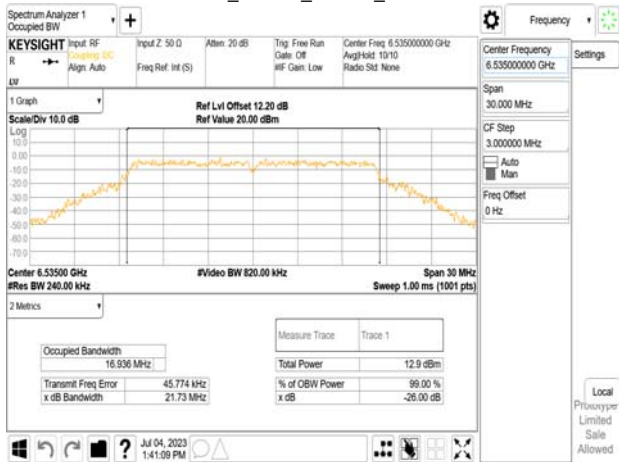 Spectrum Analyzer 1
Occupied BW
Frequency
KEYSIGHT
Input: RF
Coupling: DC
Align: Auto
Input Z: 50 Ω
Freq Ref: Int (S)
Atten: 20 dB
Trig: Free Run
Gate: Off
#IF Gain: Low
Center Freq: 6.535000000 GHz
Avg|Hold: 10/10
Radio Std: None
R
LV
Center Frequency
6.535000000 GHz
Settings
Span
30.000 MHz
CF Step
3.000000 MHz
Auto
Man
Freq Offset
0 Hz
1 Graph
Ref Lvl Offset 12.20 dB
Scale/Div 10.0 dB
Ref Value 20.00 dBm
Log
10.0
0.00
-10.0
-20.0
-30.0
-40.0
-50.0
-60.0
-70.0
Center 6.53500 GHz
#Video BW 820.00 kHz
Span 30 MHz
#Res BW 240.00 kHz
Sweep 1.00 ms (1001 pts)
2 Metrics
Measure Trace
Trace 1
Occupied Bandwidth
16.936 MHz
Total Power
12.9 dBm
Transmit Freq Error
45.774 kHz
% of OBW Power
99.00 %
x dB Bandwidth
21.73 MHz
x dB
-26.00 dB
Local
Prototype
Limited
Sale
Allowed
Jul 04, 2023
1:41:09 PM